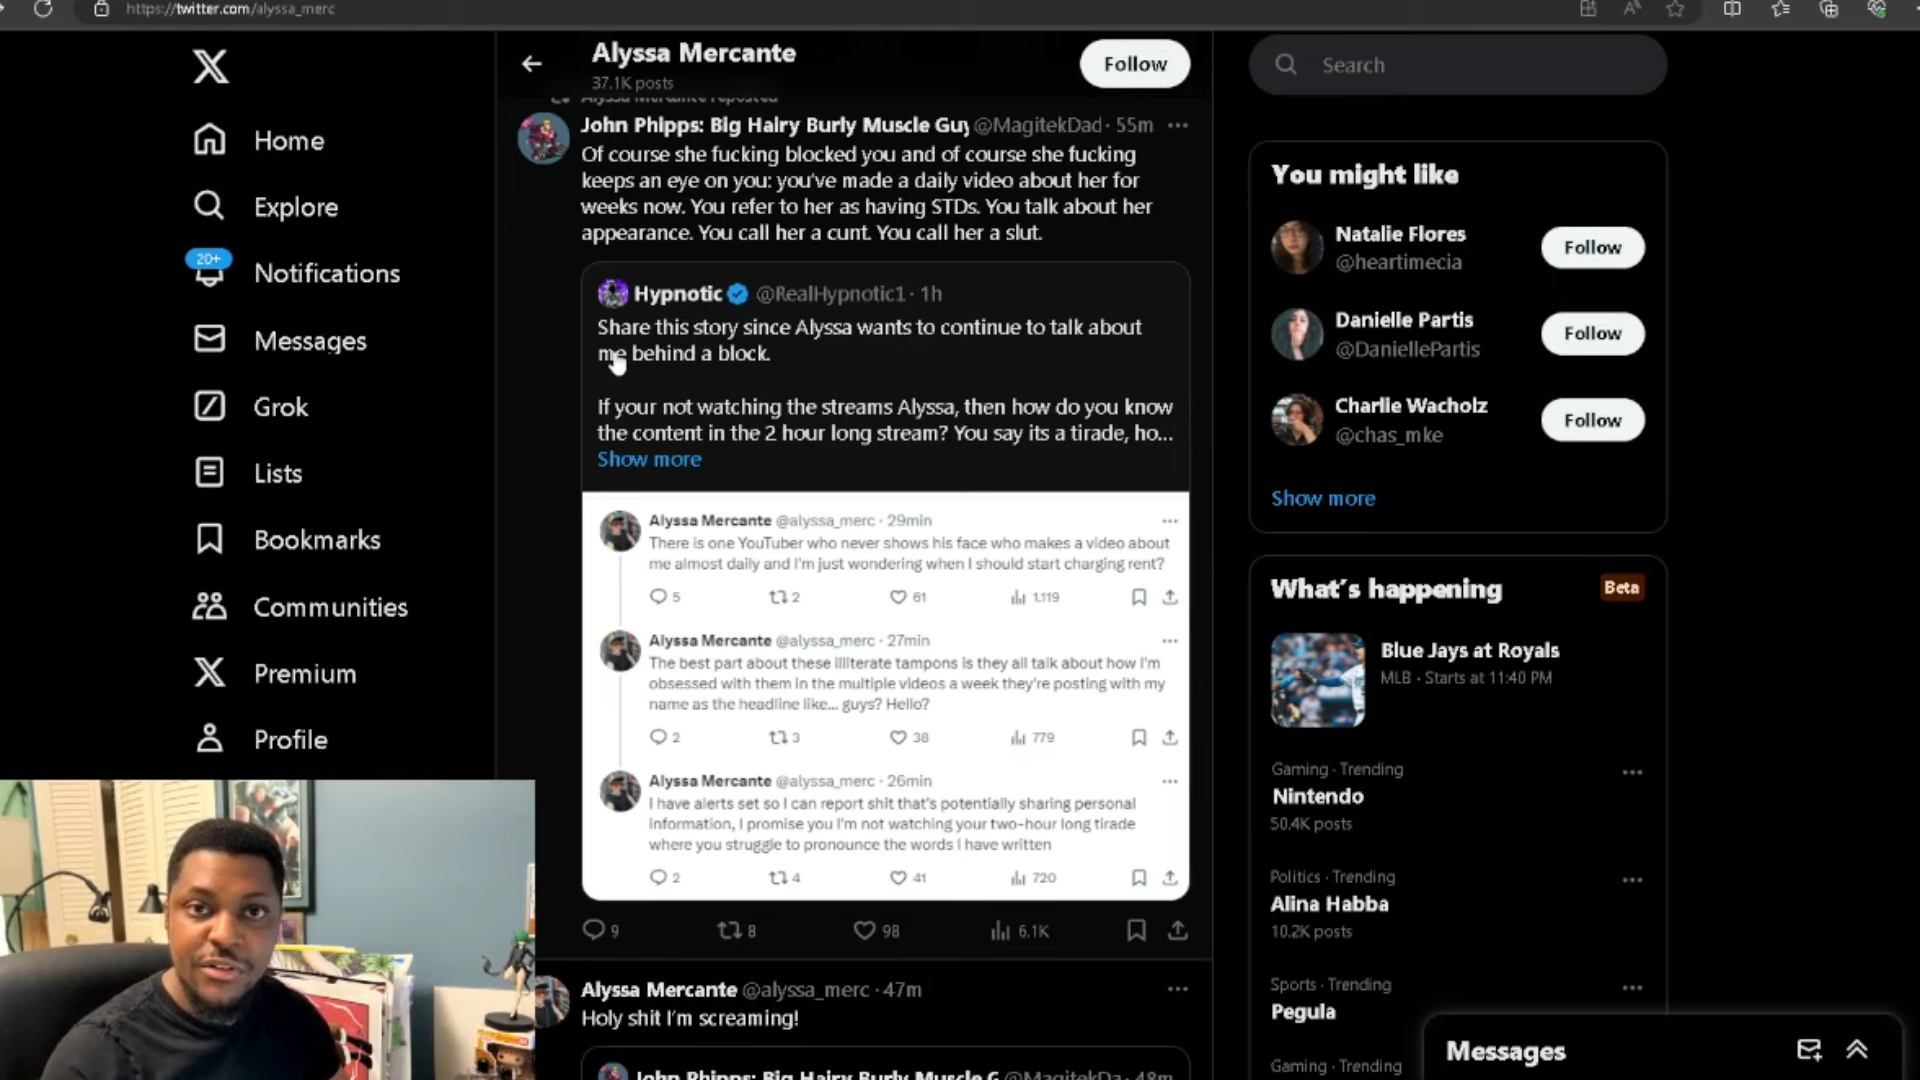 https://twitter.com/alyssa_merc
Home
Explore
20+
Notifications
Messages
Grok
Lists
Bookmarks
Communities
Premium
Profile
Alyssa Mercante
37.1K posts
Follow
Alyssa Mercante reposted
John Phipps: Big Hairy Burly Muscle Guy @MagitekDad · 55m
Of course she fucking blocked you and of course she fucking
keeps an eye on you: you've made a daily video about her for
weeks now. You refer to her as having STDs. You talk about her
appearance. You call her a cunt. You call her a slut.
Hypnotic @RealHypnotic1 · 1h
Share this story since Alyssa wants to continue to talk about
me behind a block.
If your not watching the streams Alyssa, then how do you know
the content in the 2 hour long stream? You say its a tirade, ho...
Show more
Alyssa Mercante @alyssa_merc · 29min
There is one YouTuber who never shows his face who makes a video about
me almost daily and I'm just wondering when I should start charging rent?
5 2 61 1.119
Alyssa Mercante @alyssa_merc · 27min
The best part about these illiterate tampons is they all talk about how I'm
obsessed with them in the multiple videos a week they're posting with my
name as the headline like... guys? Hello?
2 3 38 779
Alyssa Mercante @alyssa_merc · 26min
I have alerts set so I can report shit that's potentially sharing personal
information, I promise you I'm not watching your two-hour long tirade
where you struggle to pronounce the words I have written
2 4 41 720
9 8 98 6.1K
Alyssa Mercante @alyssa_merc · 47m
Holy shit I'm screaming!
John Phipps: Big Hairy Burly Muscle G @MagitekDa · 48m
Search
You might like
Natalie Flores
@heartimecia
Follow
Danielle Partis
@DaniellePartis
Follow
Charlie Wacholz
@chas_mke
Follow
Show more
What's happening
Beta
Blue Jays at Royals
MLB · Starts at 11:40 PM
Gaming · Trending
Nintendo
50.4K posts
Politics · Trending
Alina Habba
10.2K posts
Sports · Trending
Pegula
Gaming · Trending
Messages